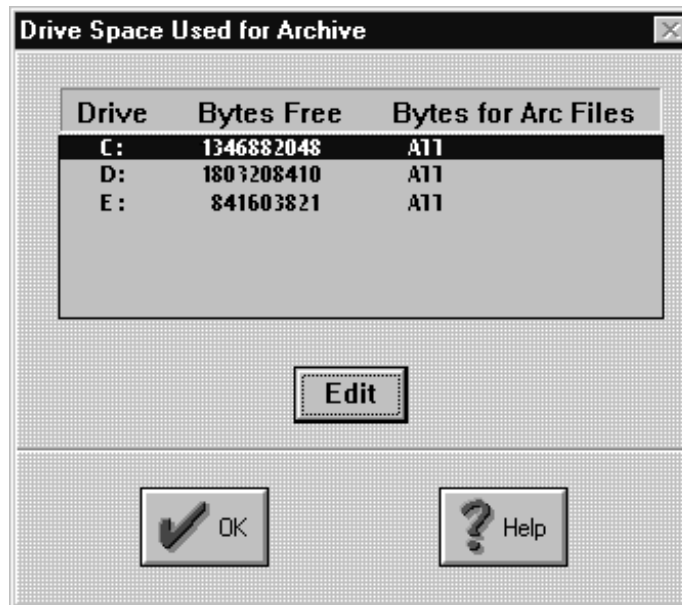 Drive Space Used for Archive
Drive Bytes Free Bytes for Arc Files
C: 1346882048 All
D: 1803208410 All
E: 841603821 All
Edit
OK
Help